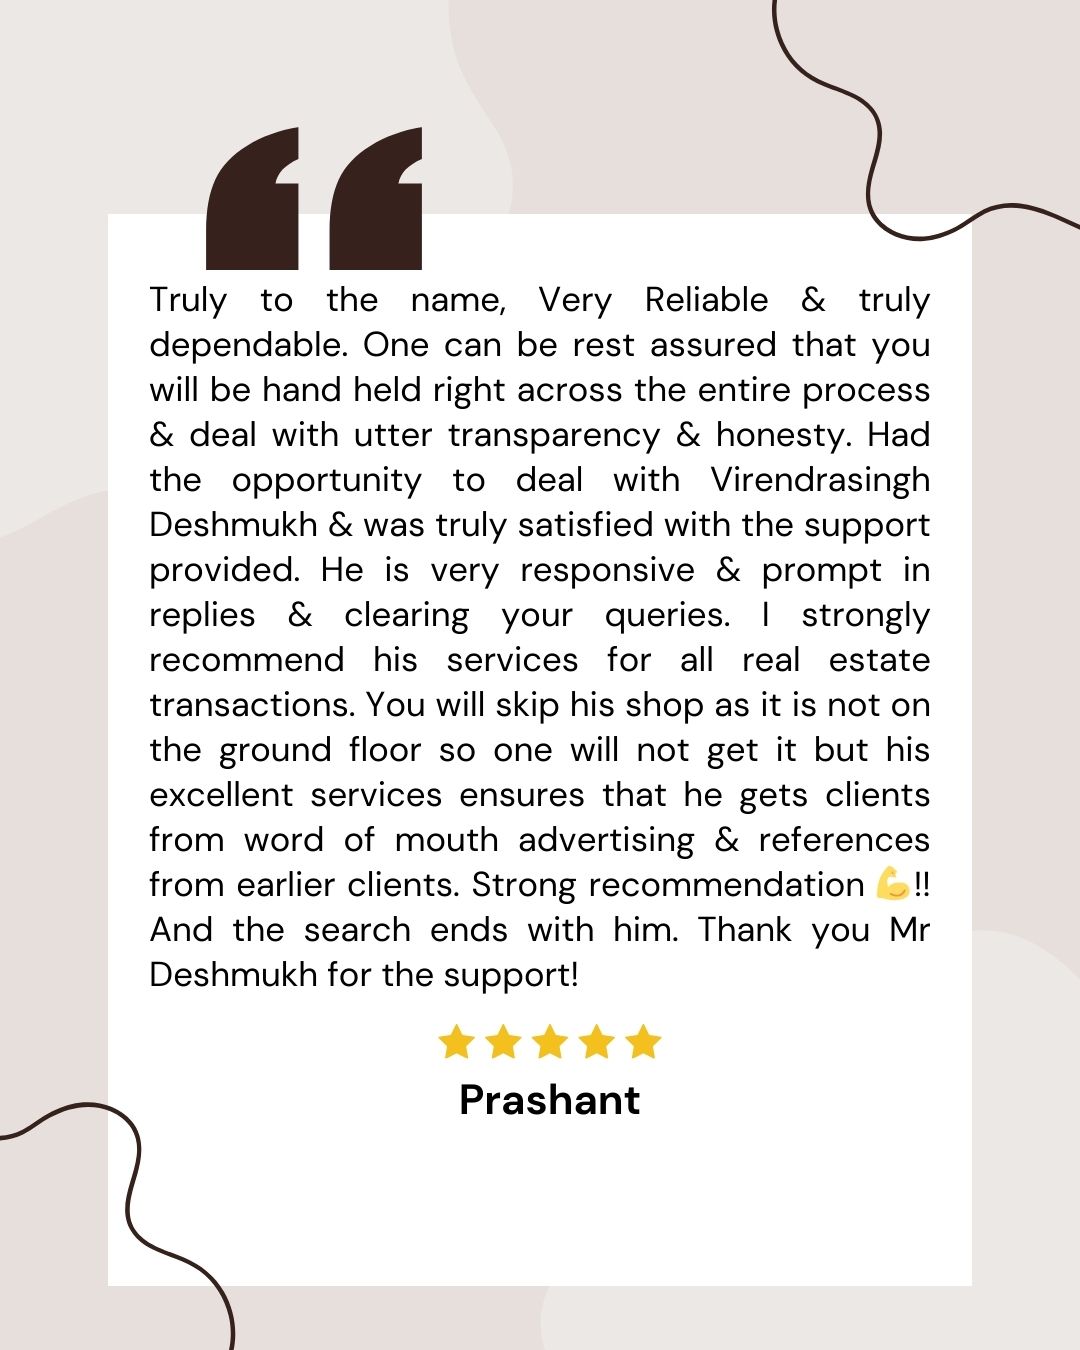 Truly to the name, Very Reliable & truly
dependable. One can be rest assured that you
will be hand held right across the entire process
& deal with utter transparency & honesty. Had
the opportunity to deal with Virendrasingh
Deshmukh & was truly satisfied with the support
provided. He is very responsive & prompt in
replies & clearing your queries. I strongly
recommend his services for all real estate
transactions. You will skip his shop as it is not on
the ground floor so one will not get it but his
excellent services ensures that he gets clients
from word of mouth advertising & references
from earlier clients. Strong recommendation 💪!!
And the search ends with him. Thank you Mr
Deshmukh for the support!
Prashant